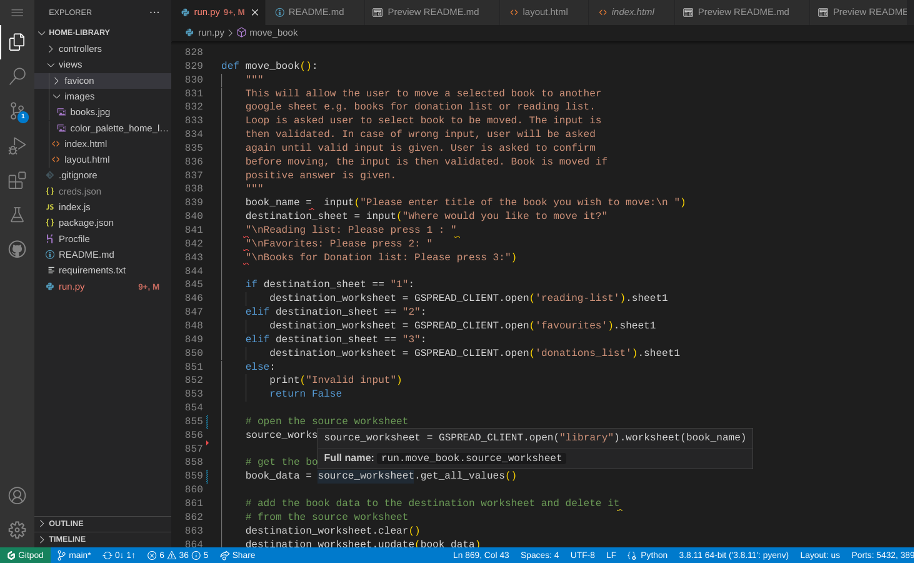 EXPLORER
···
run.py 9+, M
README.md
Preview README.md
layout.html
index.html
Preview README.md
Preview README
run.py > move_book
HOME-LIBRARY
controllers
views
favicon
images
books.jpg
color_palette_home_l...
index.html
layout.html
.gitignore
{ } creds.json
JS index.js
{ } package.json
Procfile
README.md
requirements.txt
run.py 9+, M
OUTLINE
TIMELINE
1
828
829 def move_book():
830 """
831 This will allow the user to move a selected book to another
832 google sheet e.g. books for donation list or reading list.
833 Loop is asked user to select book to be moved. The input is
834 then validated. In case of wrong input, user will be asked
835 again until valid input is given. User is asked to confirm
836 before moving, the input is then validated. Book is moved if
837 positive answer is given.
838 """
839 book_name =  input("Please enter title of the book you wish to move:\n ")
840 destination_sheet = input("Where would you like to move it?"
841 "\nReading list: Please press 1 : "
842 "\nFavorites: Please press 2: "
843 "\nBooks for Donation list: Please press 3:")
844
845 if destination_sheet == "1":
846 destination_worksheet = GSPREAD_CLIENT.open('reading-list').sheet1
847 elif destination_sheet == "2":
848 destination_worksheet = GSPREAD_CLIENT.open('favourites').sheet1
849 elif destination_sheet == "3":
850 destination_worksheet = GSPREAD_CLIENT.open('donations_list').sheet1
851 else:
852 print("Invalid input")
853 return False
854
855 # open the source worksheet
856 source_works
source_worksheet = GSPREAD_CLIENT.open("library").worksheet(book_name)
857
Full name: run.move_book.source_worksheet
858 # get the bo
859 book_data = source_worksheet.get_all_values()
860
861 # add the book data to the destination worksheet and delete it
862 # from the source worksheet
863 destination_worksheet.clear()
864 destination_worksheet.update(book_data)
Gitpod
main*
0↓ 1↑
6 36 5
Share
Ln 869, Col 43
Spaces: 4
UTF-8
LF
Python
3.8.11 64-bit ('3.8.11': pyenv)
Layout: us
Ports: 5432, 389